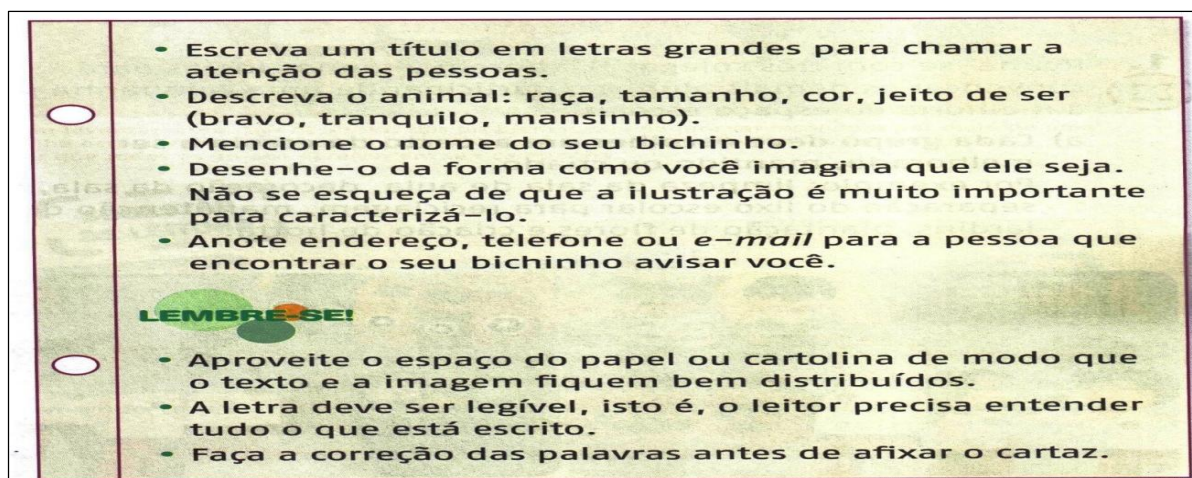 • Escreva um título em letras grandes para chamar a
atenção das pessoas.
• Descreva o animal: raça, tamanho, cor, jeito de ser
(bravo, tranquilo, mansinho).
• Mencione o nome do seu bichinho.
• Desenhe-o da forma como você imagina que ele seja.
Não se esqueça de que a ilustração é muito importante
para caracterizá-lo.
• Anote endereço, telefone ou e-mail para a pessoa que
encontrar o seu bichinho avisar você.
LEMBRE-SE!
• Aproveite o espaço do papel ou cartolina de modo que
o texto e a imagem fiquem bem distribuídos.
• A letra deve ser legível, isto é, o leitor precisa entender
tudo o que está escrito.
• Faça a correção das palavras antes de afixar o cartaz.